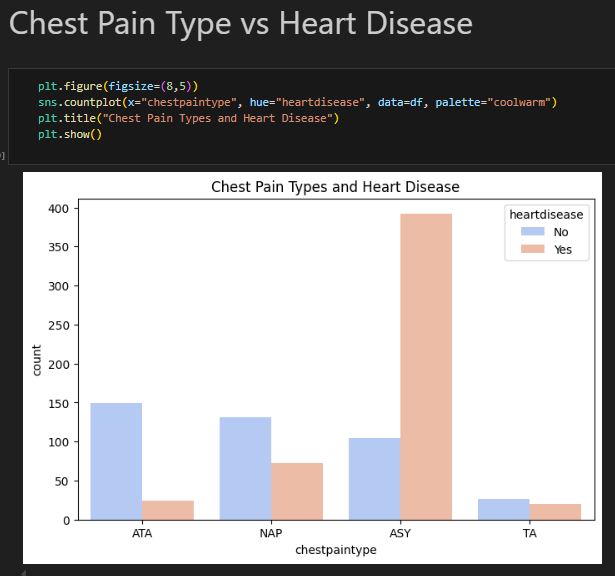 Chest Pain Type vs Heart Disease
plt.figure(figsize=(8,5))
sns.countplot(x="chestpaintype", hue="heartdisease", data=df, palette="coolwarm")
plt.title("Chest Pain Types and Heart Disease")
plt.show()
]
Chest Pain Types and Heart Disease
heartdisease
No
Yes
400
350
300
250
200
150
100
50
0
count
ATA NAP ASY TA
chestpaintype